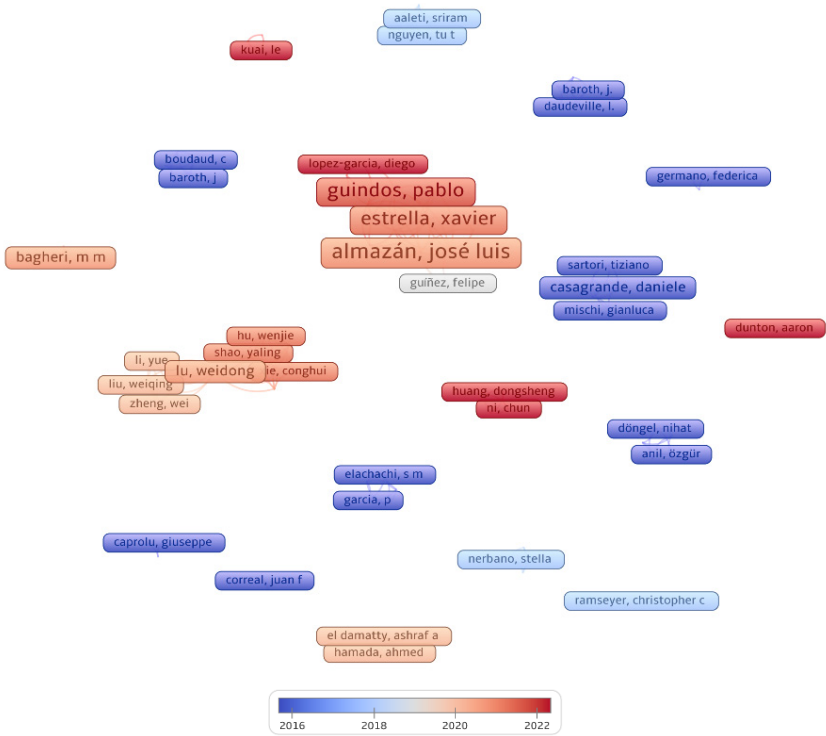 aaleti, sriram
nguyen, tu t
kuai, le
baroth, j.
daudeville, l.
boudaud, c
baroth, j
lopez-garcia, diego
guindos, pablo
estrella, xavier
almazán, josé luis
guíñez, felipe
germano, federica
bagheri, m m
sartori, tiziano
casagrande, daniele
mischi, gianluca
dunton, aaron
hu, wenjie
shao, yaling
li, yue
lu, weidong
ie, conghui
liu, weiqing
zheng, wei
huang, dongsheng
ni, chun
döngel, nihat
anil, özgür
elachachi, s m
garcia, p
caprolu, giuseppe
correal, juan f
nerbano, stella
ramseyer, christopher c
el damatty, ashraf a
hamada, ahmed
2016 2018 2020 2022